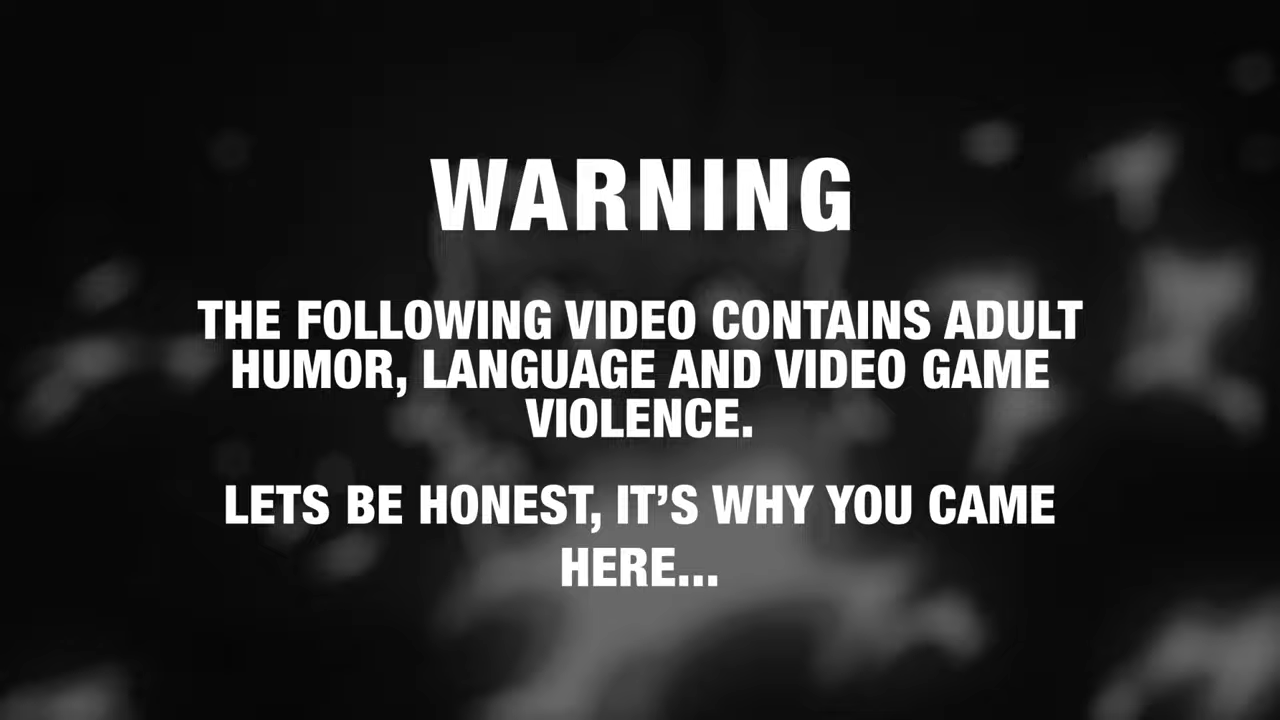 WARNING
THE FOLLOWING VIDEO CONTAINS ADULT
HUMOR, LANGUAGE AND VIDEO GAME
VIOLENCE.
LETS BE HONEST, IT’S WHY YOU CAME
HERE...